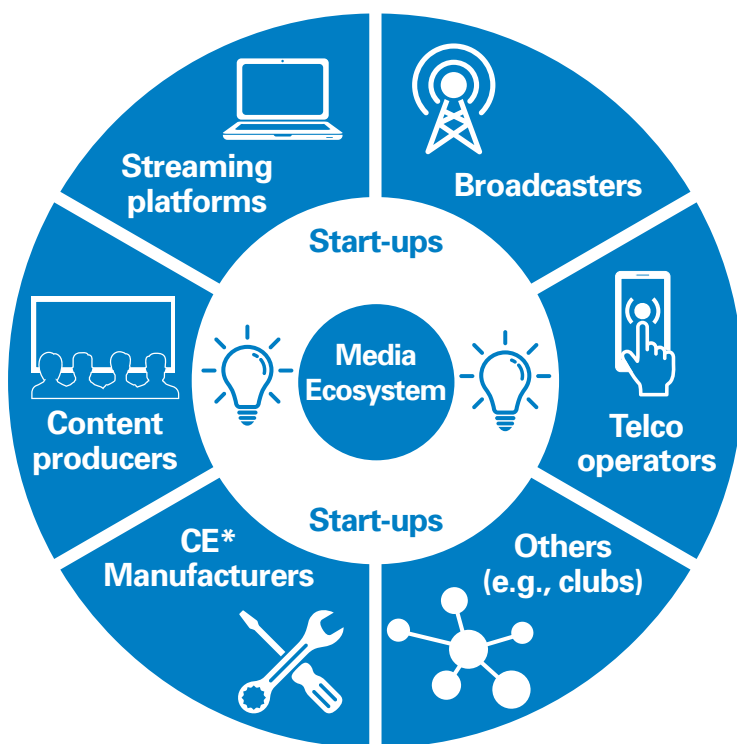 Streaming
platforms
Broadcasters
Start-ups
Media
Ecosystem
Content
producers
Telco
operators
Start-ups
CE*
Manufacturers
Others
(e.g., clubs)